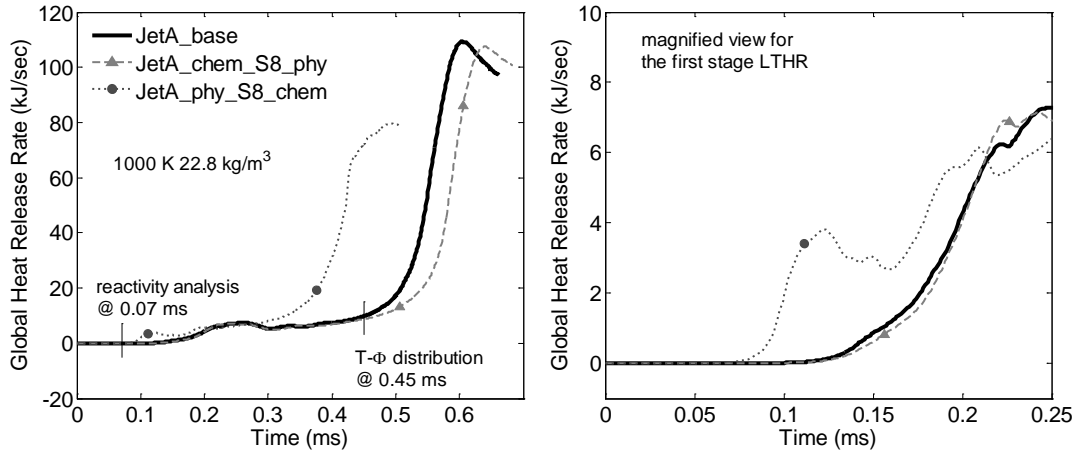 120
100
80
60
40
20
0
-20
Global Heat Release Rate (kJ/sec)
JetA_base
JetA_chem_S8_phy
JetA_phy_S8_chem
1000 K 22.8 kg/m³
reactivity analysis
@ 0.07 ms
T-Φ distribution
@ 0.45 ms
0 0.1 0.2 0.3 0.4 0.5 0.6
Time (ms)
10
8
6
4
2
0
Global Heat Release Rate (kJ/sec)
magnified view for
the first stage LTHR
0 0.05 0.1 0.15 0.2 0.25
Time (ms)